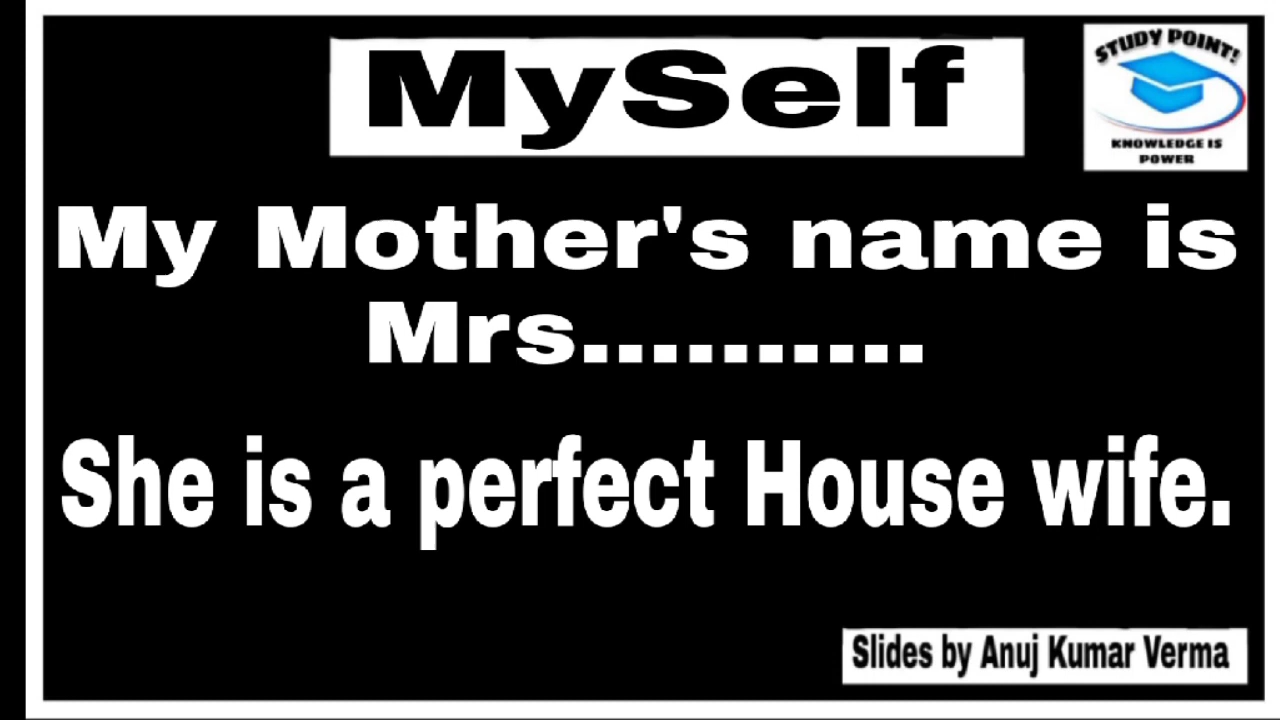 MySelf
STUDY POINT!
KNOWLEDGE IS
POWER
My Mother's name is
Mrs..........
She is a perfect House wife.
Slides by Anuj Kumar Verma